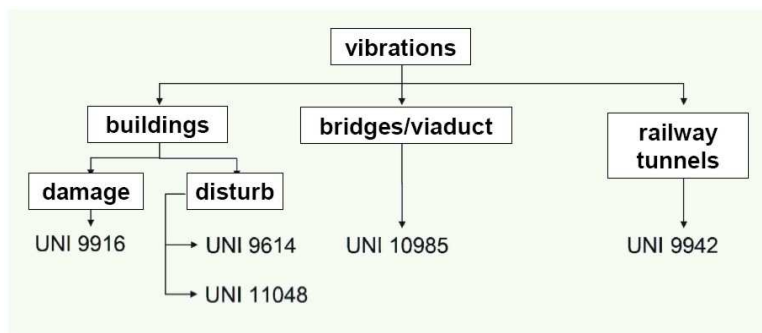 vibrations
buildings
bridges/viaduct
railway
tunnels
damage
disturb
UNI 9916
UNI 9614
UNI 10985
UNI 9942
UNI 11048